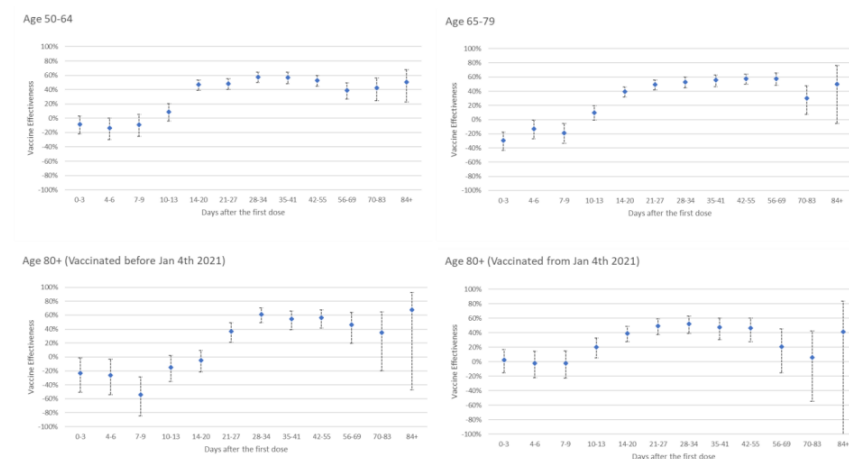 Age 50-64
100%
80%
60%
40%
20%
0%
-20%
-40%
-60%
-80%
-100%
Vaccine Effectiveness
0-3 4-6 7-9 10-13 14-20 21-27 28-34 35-41 42-55 56-69 70-83 84+
Days after the first dose
Age 65-79
100%
80%
60%
40%
20%
0%
-20%
-40%
-60%
-80%
-100%
Vaccine Effectiveness
0-3 4-6 7-9 10-13 14-20 21-27 28-34 35-41 42-55 56-69 70-83 84+
Days after the first dose
Age 80+ (Vaccinated before Jan 4th 2021)
100%
80%
60%
40%
20%
0%
-20%
-40%
-60%
-80%
-100%
Vaccine Effectiveness
0-3 4-6 7-9 10-13 14-20 21-27 28-34 35-41 42-55 56-69 70-83 84+
Days after the first dose
Age 80+ (Vaccinated from Jan 4th 2021)
100%
80%
60%
40%
20%
0%
-20%
-40%
-60%
-80%
-100%
Vaccine Effectiveness
0-3 4-6 7-9 10-13 14-20 21-27 28-34 35-41 42-55 56-69 70-83 84+
Days after the first dose